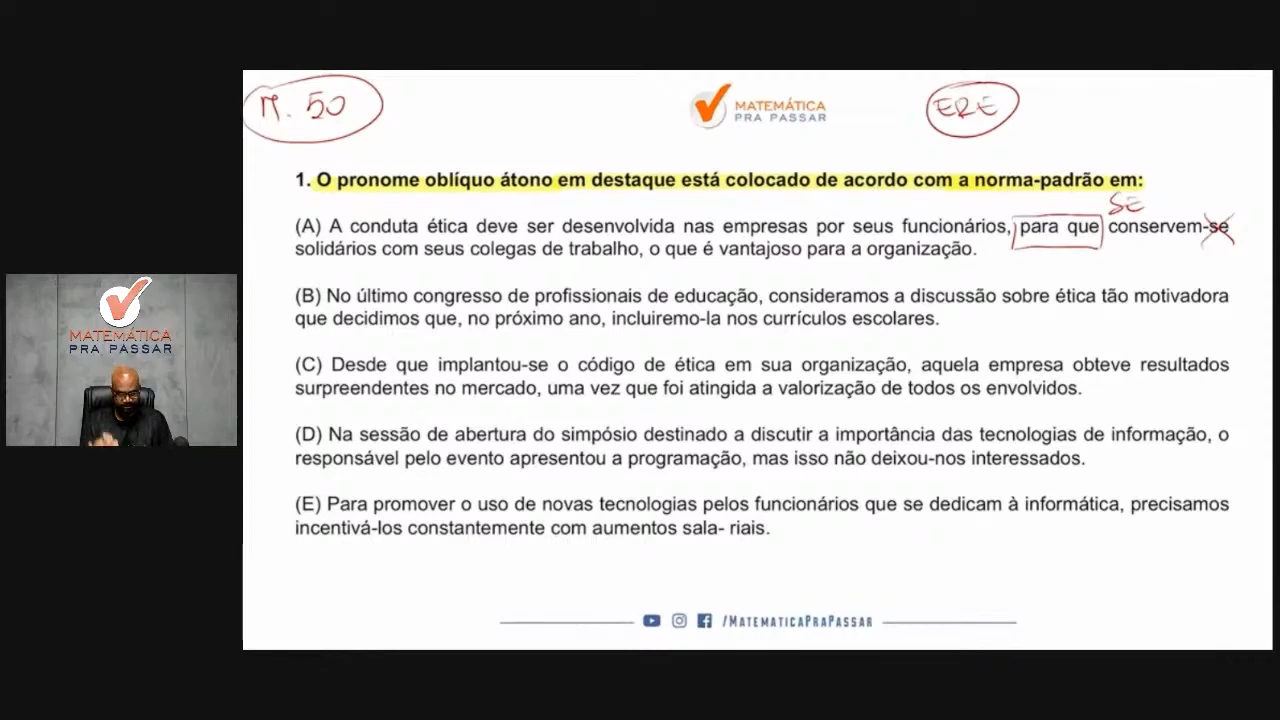 M. 50
MATEMÁTICA
PRA PASSAR
ERE
1. O pronome oblíquo átono em destaque está colocado de acordo com a norma-padrão em:
SE
(A) A conduta ética deve ser desenvolvida nas empresas por seus funcionários, para que conservem-se
solidários com seus colegas de trabalho, o que é vantajoso para a organização.
(B) No último congresso de profissionais de educação, consideramos a discussão sobre ética tão motivadora
que decidimos que, no próximo ano, incluiremo-la nos currículos escolares.
(C) Desde que implantou-se o código de ética em sua organização, aquela empresa obteve resultados
surpreendentes no mercado, uma vez que foi atingida a valorização de todos os envolvidos.
(D) Na sessão de abertura do simpósio destinado a discutir a importância das tecnologias de informação, o
responsável pelo evento apresentou a programação, mas isso não deixou-nos interessados.
(E) Para promover o uso de novas tecnologias pelos funcionários que se dedicam à informática, precisamos
incentivá-los constantemente com aumentos sala- riais.
/MATEMATICAPRAPASSAR
MATEMÁTICA
PRA PASSAR